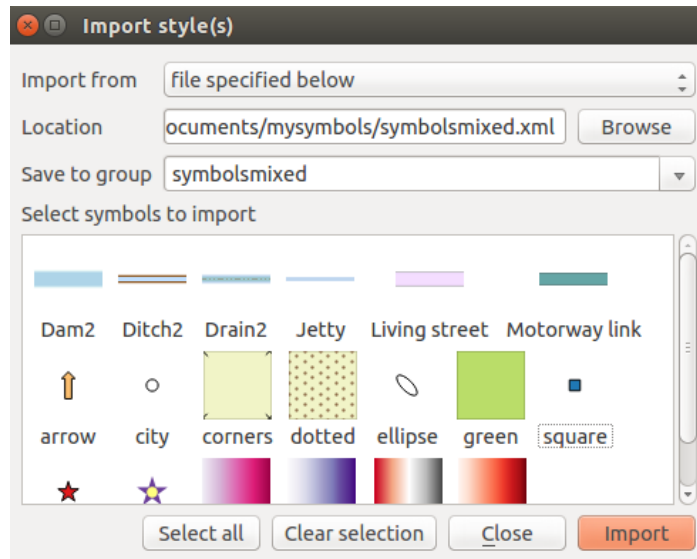 Import style(s)
Import from file specified below
Location ocuments/mysymbols/symbolsmixed.xml Browse
Save to group symbolsmixed
Select symbols to import
Dam2 Ditch2 Drain2 Jetty Living street Motorway link
arrow city corners dotted ellipse green square
Select all Clear selection Close Import